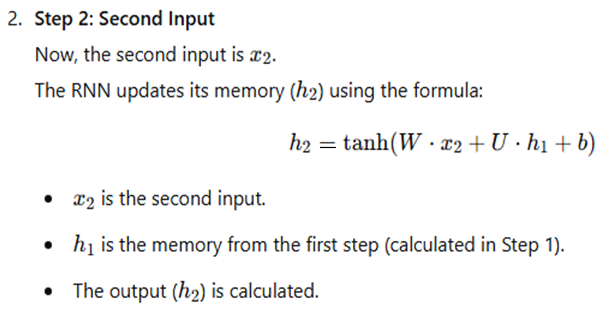 2. Step 2: Second Input
Now, the second input is x₂.
The RNN updates its memory (h₂) using the formula:
h₂ = tanh(W · x₂ + U · h₁ + b)
• x₂ is the second input.
• h₁ is the memory from the first step (calculated in Step 1).
• The output (h₂) is calculated.